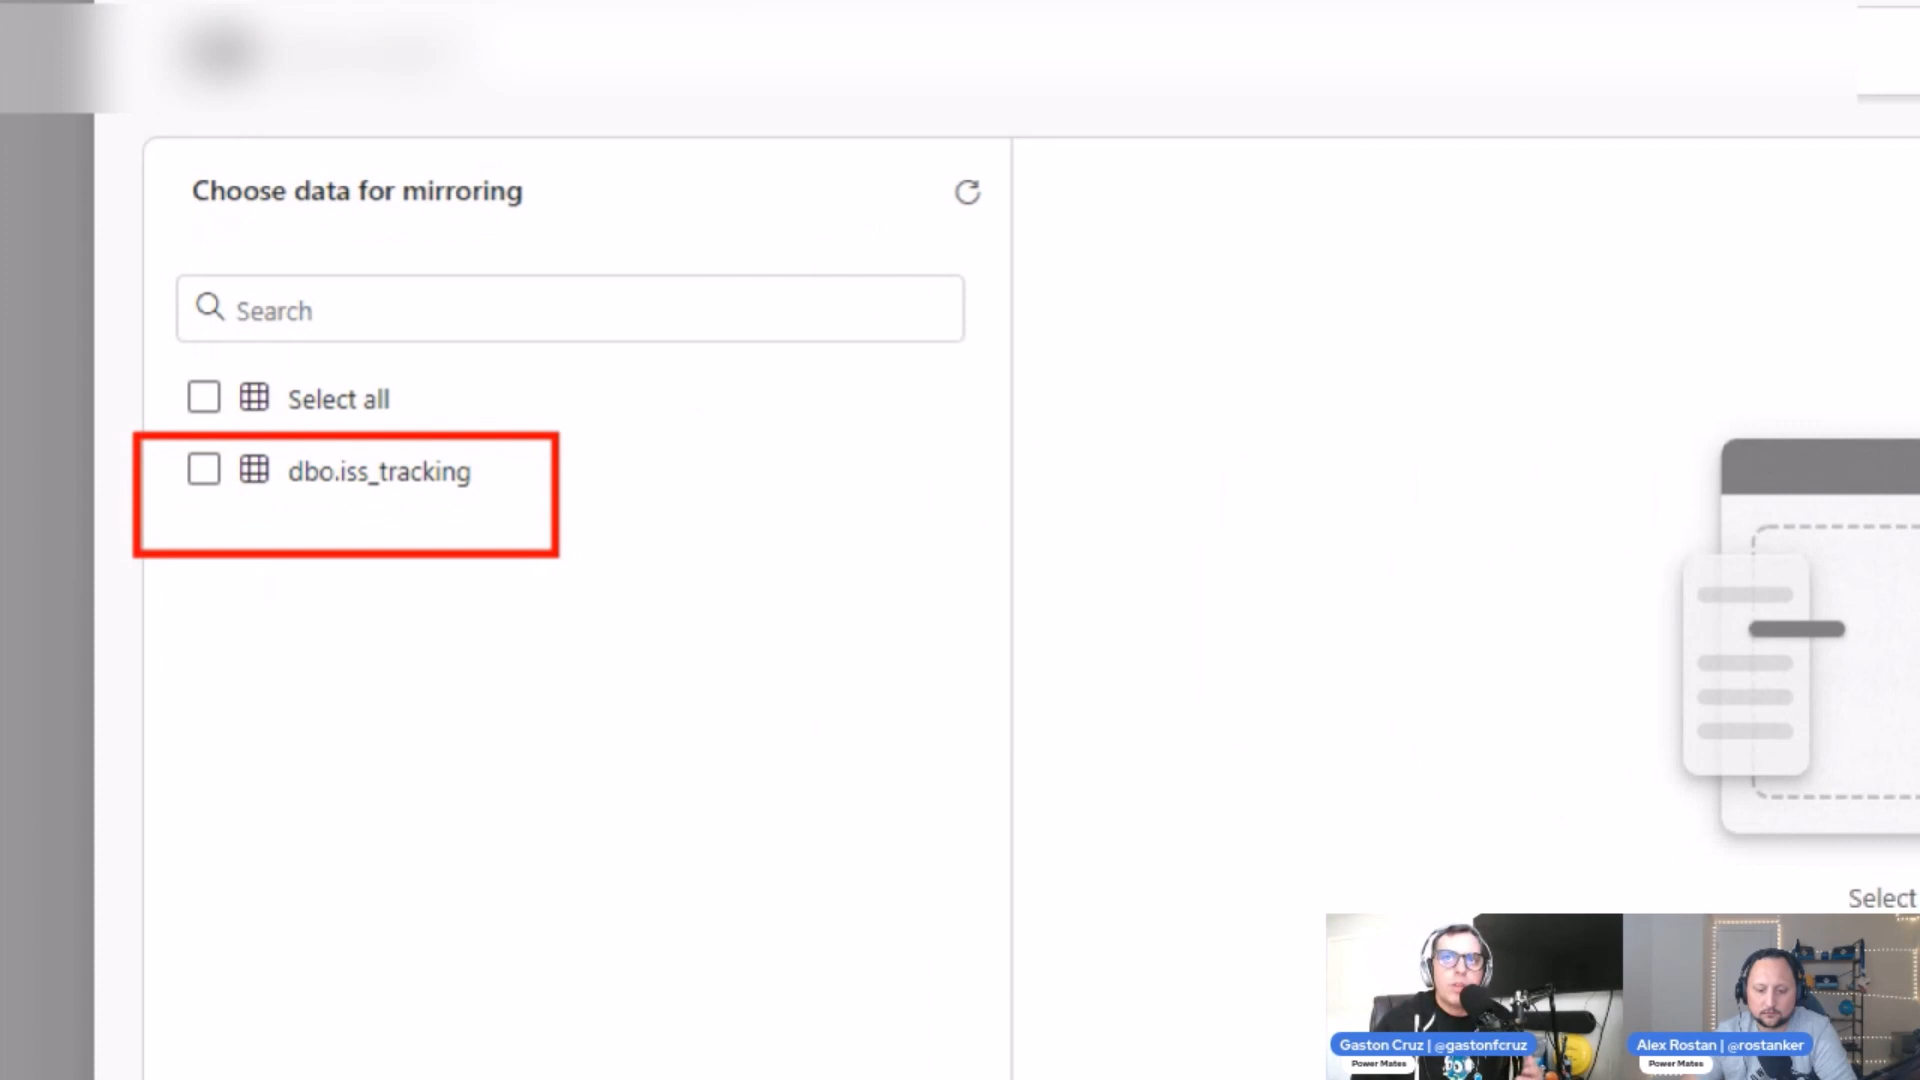 Choose data for mirroring
Search
Select all
dbo.iss_tracking
Select
Gaston Cruz | @gastonfcruz
Power Mates
Alex Rostan | @rostanker
Power Mates